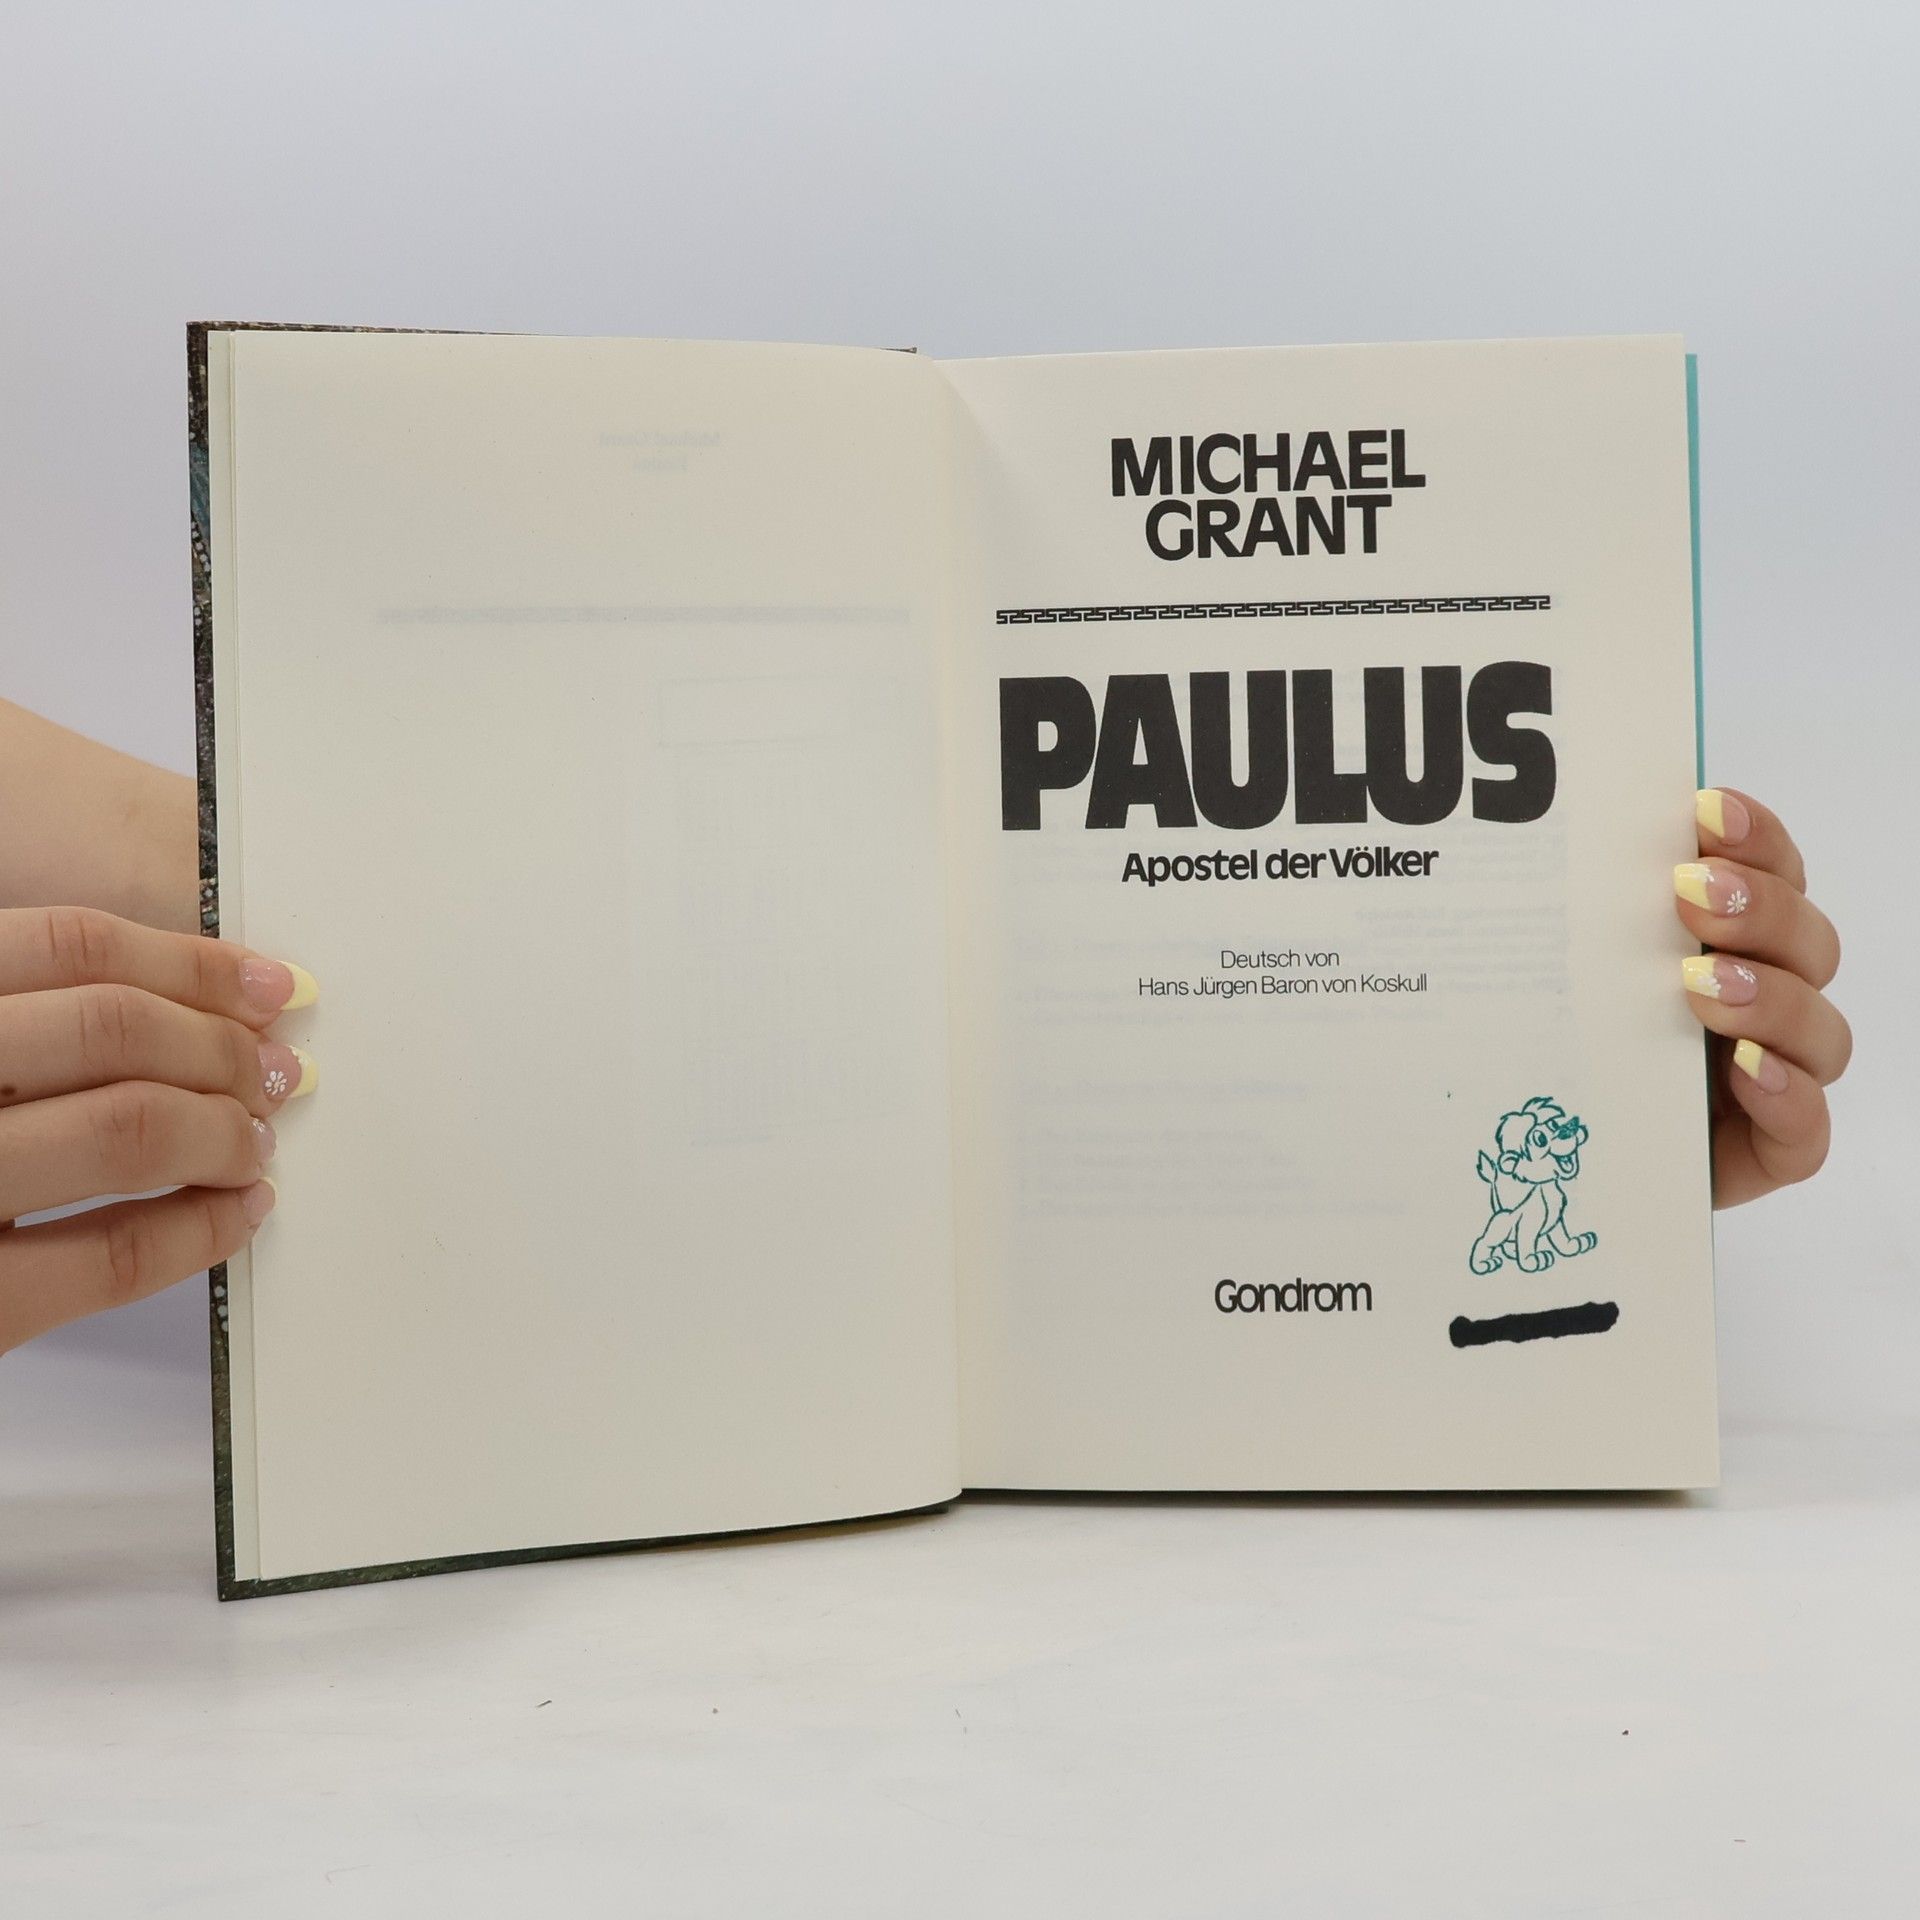 MICHAEL
GRANT
PAULUS
Apostel der Völker
Deutsch von
Hans Jürgen Baron von Koskull
Gondrom